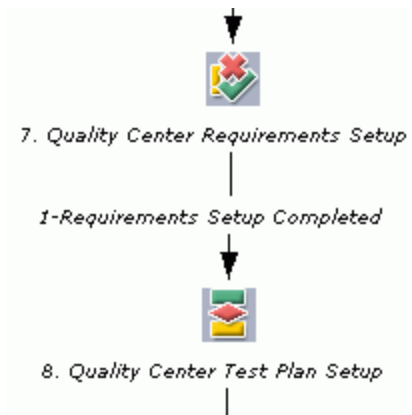 7. Quality Center Requirements Setup
1-Requirements Setup Completed
8. Quality Center Test Plan Setup